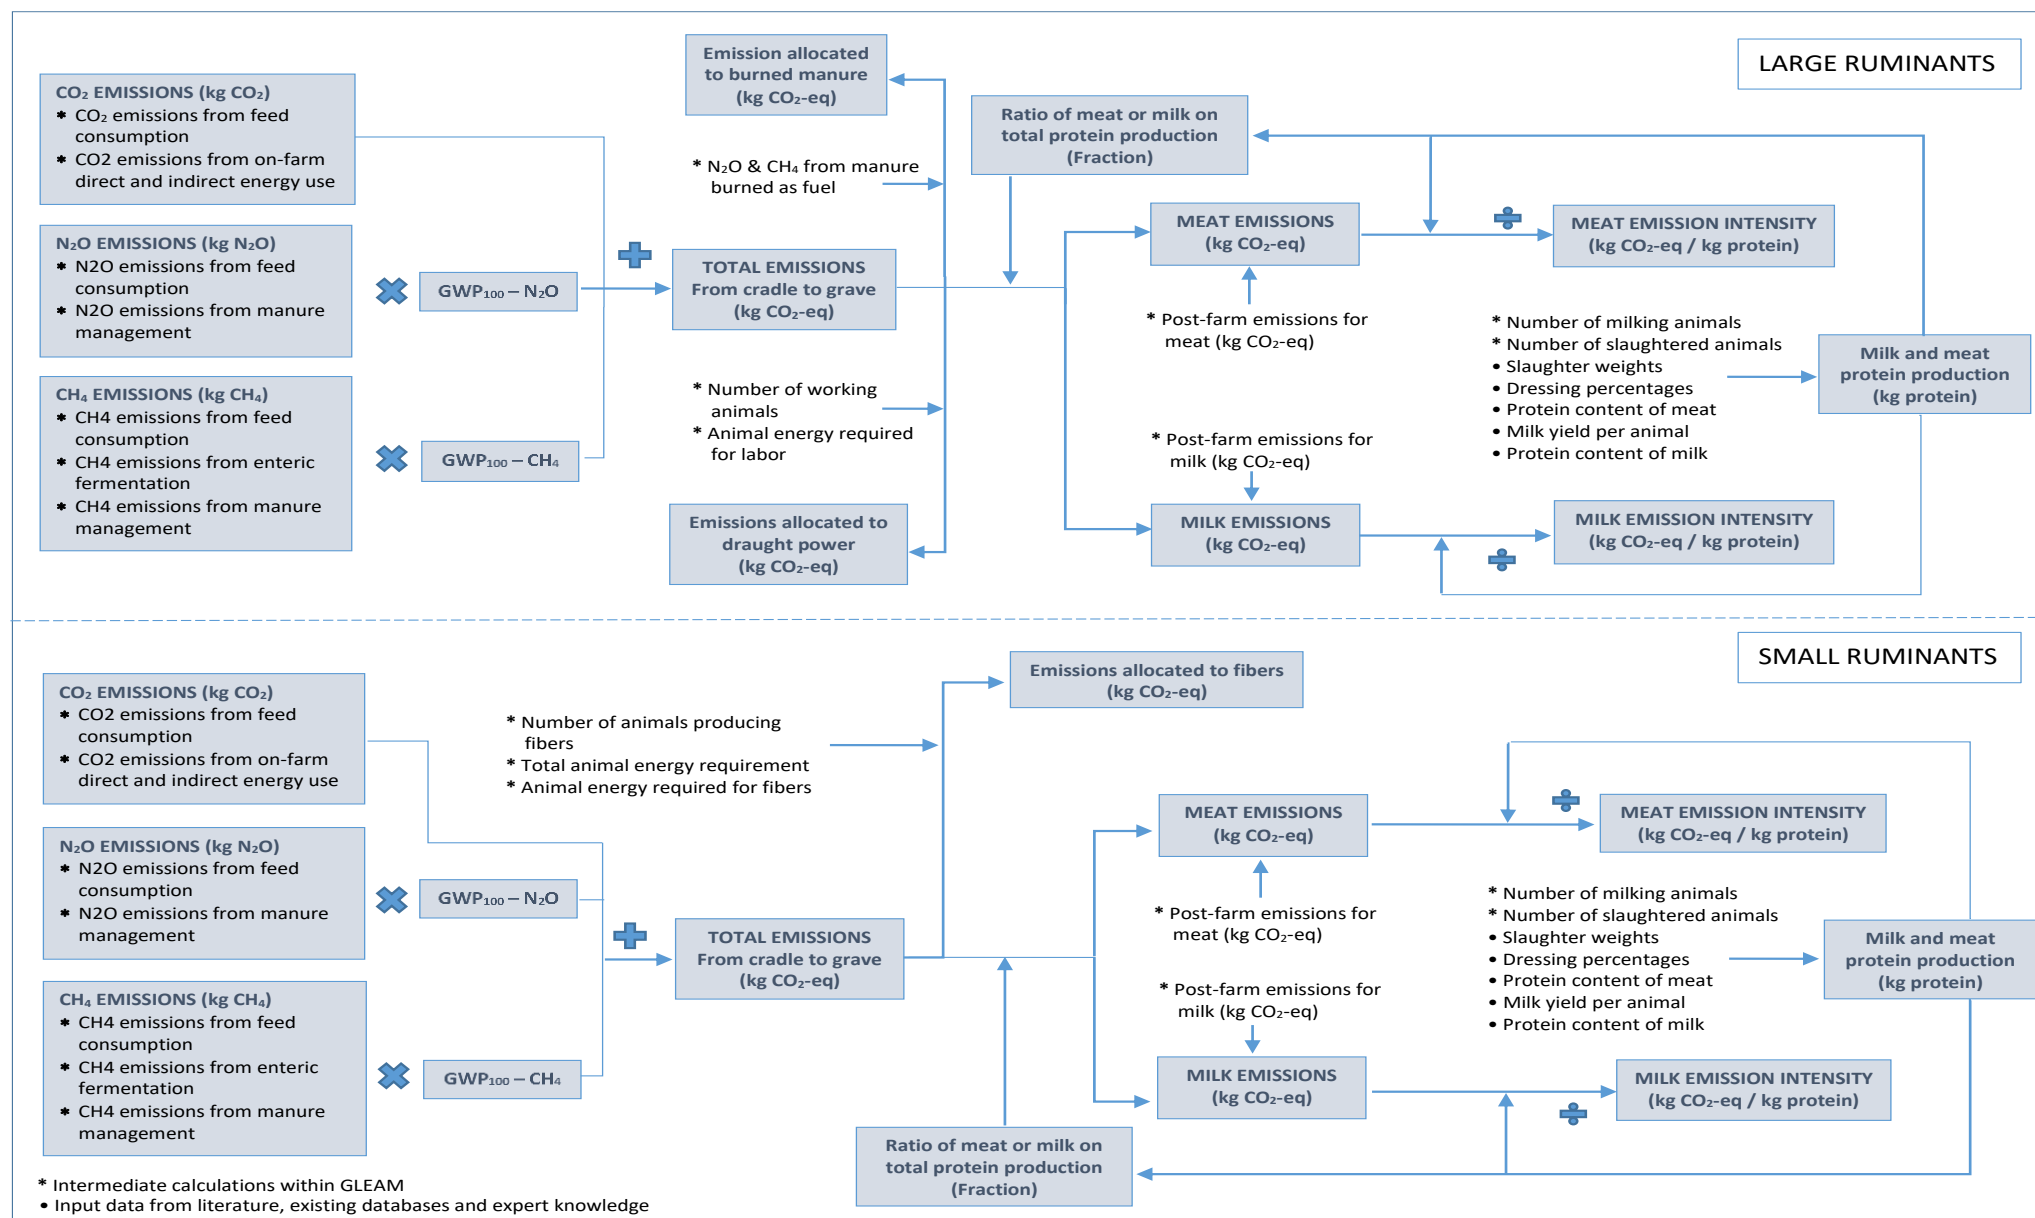 LARGE RUMINANTS
CO₂ EMISSIONS (kg CO₂)
* CO₂ emissions from feed
consumption
* CO2 emissions from on-farm
direct and indirect energy use
N₂O EMISSIONS (kg N₂O)
* N2O emissions from feed
consumption
* N2O emissions from manure
management
CH₄ EMISSIONS (kg CH₄)
* CH4 emissions from feed
consumption
* CH4 emissions from enteric
fermentation
* CH4 emissions from manure
management
GWP₁₀₀ – N₂O
GWP₁₀₀ – CH₄
Emission allocated
to burned manure
(kg CO₂-eq)
* N₂O & CH₄ from manure
burned as fuel
TOTAL EMISSIONS
From cradle to grave
(kg CO₂-eq)
* Number of working
animals
* Animal energy required
for labor
Emissions allocated to
draught power
(kg CO₂-eq)
Ratio of meat or milk on
total protein production
(Fraction)
MEAT EMISSIONS
(kg CO₂-eq)
* Post-farm emissions for
meat (kg CO₂-eq)
* Post-farm emissions for
milk (kg CO₂-eq)
MILK EMISSIONS
(kg CO₂-eq)
MEAT EMISSION INTENSITY
(kg CO₂-eq / kg protein)
* Number of milking animals
* Number of slaughtered animals
• Slaughter weights
• Dressing percentages
• Protein content of meat
• Milk yield per animal
• Protein content of milk
Milk and meat
protein production
(kg protein)
MILK EMISSION INTENSITY
(kg CO₂-eq / kg protein)
SMALL RUMINANTS
CO₂ EMISSIONS (kg CO₂)
* CO2 emissions from feed
consumption
* CO2 emissions from on-farm
direct and indirect energy use
N₂O EMISSIONS (kg N₂O)
* N2O emissions from feed
consumption
* N2O emissions from manure
management
CH₄ EMISSIONS (kg CH₄)
* CH4 emissions from feed
consumption
* CH4 emissions from enteric
fermentation
* CH4 emissions from manure
management
GWP₁₀₀ – N₂O
GWP₁₀₀ – CH₄
* Number of animals producing
fibers
* Total animal energy requirement
* Animal energy required for fibers
Emissions allocated to fibers
(kg CO₂-eq)
TOTAL EMISSIONS
From cradle to grave
(kg CO₂-eq)
MEAT EMISSIONS
(kg CO₂-eq)
* Post-farm emissions for
meat (kg CO₂-eq)
* Post-farm emissions for
milk (kg CO₂-eq)
MILK EMISSIONS
(kg CO₂-eq)
Ratio of meat or milk on
total protein production
(Fraction)
MEAT EMISSION INTENSITY
(kg CO₂-eq / kg protein)
* Number of milking animals
* Number of slaughtered animals
• Slaughter weights
• Dressing percentages
• Protein content of meat
• Milk yield per animal
• Protein content of milk
Milk and meat
protein production
(kg protein)
MILK EMISSION INTENSITY
(kg CO₂-eq / kg protein)
* Intermediate calculations within GLEAM
• Input data from literature, existing databases and expert knowledge